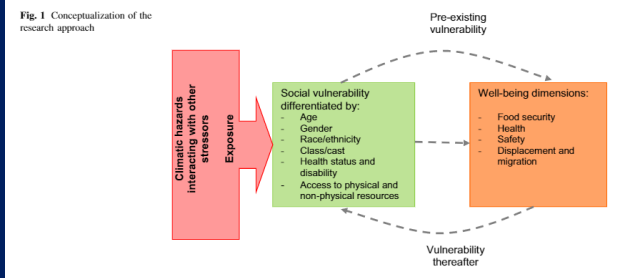 Fig. 1 Conceptualization of the
research approach
Pre-existing
vulnerability
Climatic hazards
interacting with other
stressors
Exposure
Social vulnerability
differentiated by:
- Age
- Gender
- Race/ethnicity
- Class/cast
- Health status and
disability
- Access to physical and
non-physical resources
Well-being dimensions:
- Food security
- Health
- Safety
- Displacement and
migration
Vulnerability
thereafter